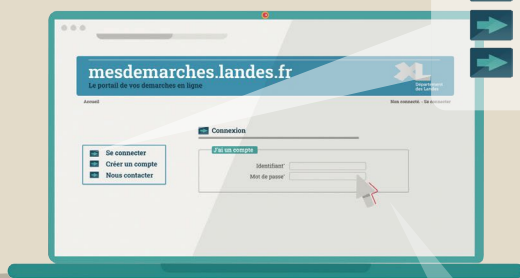 mesdemarches.landes.fr
Le portail de vos démarches en ligne
XL
Département
des Landes
Accueil
Non connecté - Se connecter
Connexion
Se connecter
Créer un compte
Nous contacter
J'ai un compte
Identifiant*
Mot de passe*